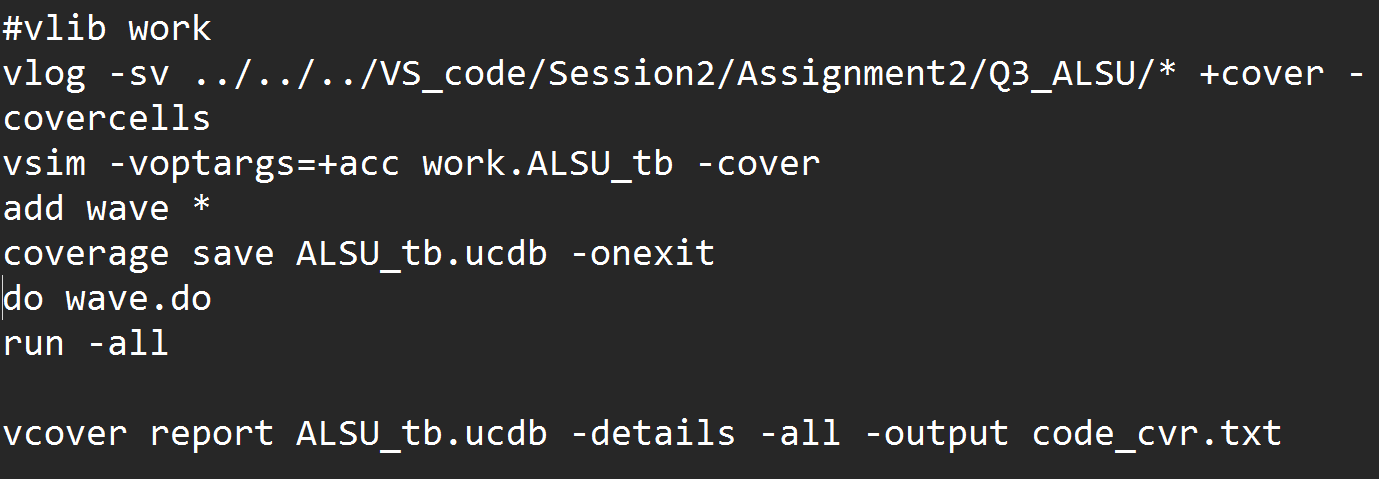 #vlib work
vlog -sv ../../../VS_code/Session2/Assignment2/Q3_ALSU/* +cover -
covercells
vsim -voptargs=+acc work.ALSU_tb -cover
add wave *
coverage save ALSU_tb.ucdb -onexit
do wave.do
run -all
vcover report ALSU_tb.ucdb -details -all -output code_cvr.txt